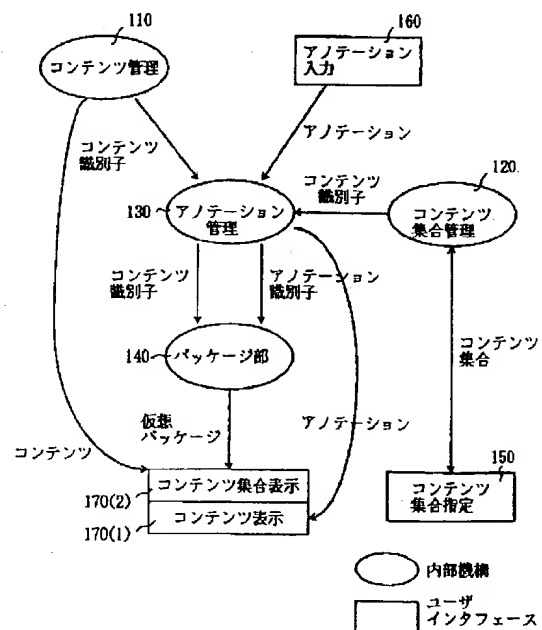 110
コンテンツ管理
160
アノテーション
入力
コンテンツ
識別子
アノテーション
コンテンツ
識別子
120
130
アノテーション
管理
コンテンツ
集合管理
コンテンツ
識別子
アノテーション
識別子
140
パッケージ部
コンテンツ
集合
仮想
パッケージ
アノテーション
コンテンツ
150
170(2)
コンテンツ集合表示
コンテンツ
集合指定
170(1)
コンテンツ表示
内部機構
ユーザ
インタフェース